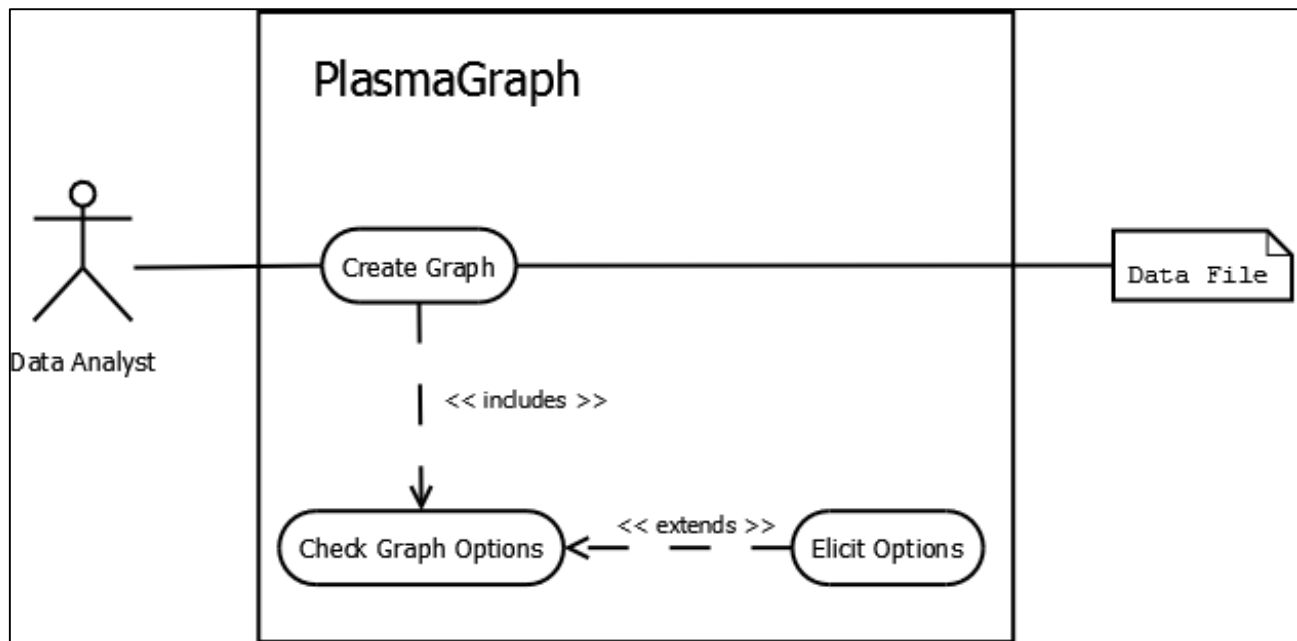 PlasmaGraph
Create Graph
Data File
Data Analyst
<< includes >>
<< extends >>
Check Graph Options
Elicit Options